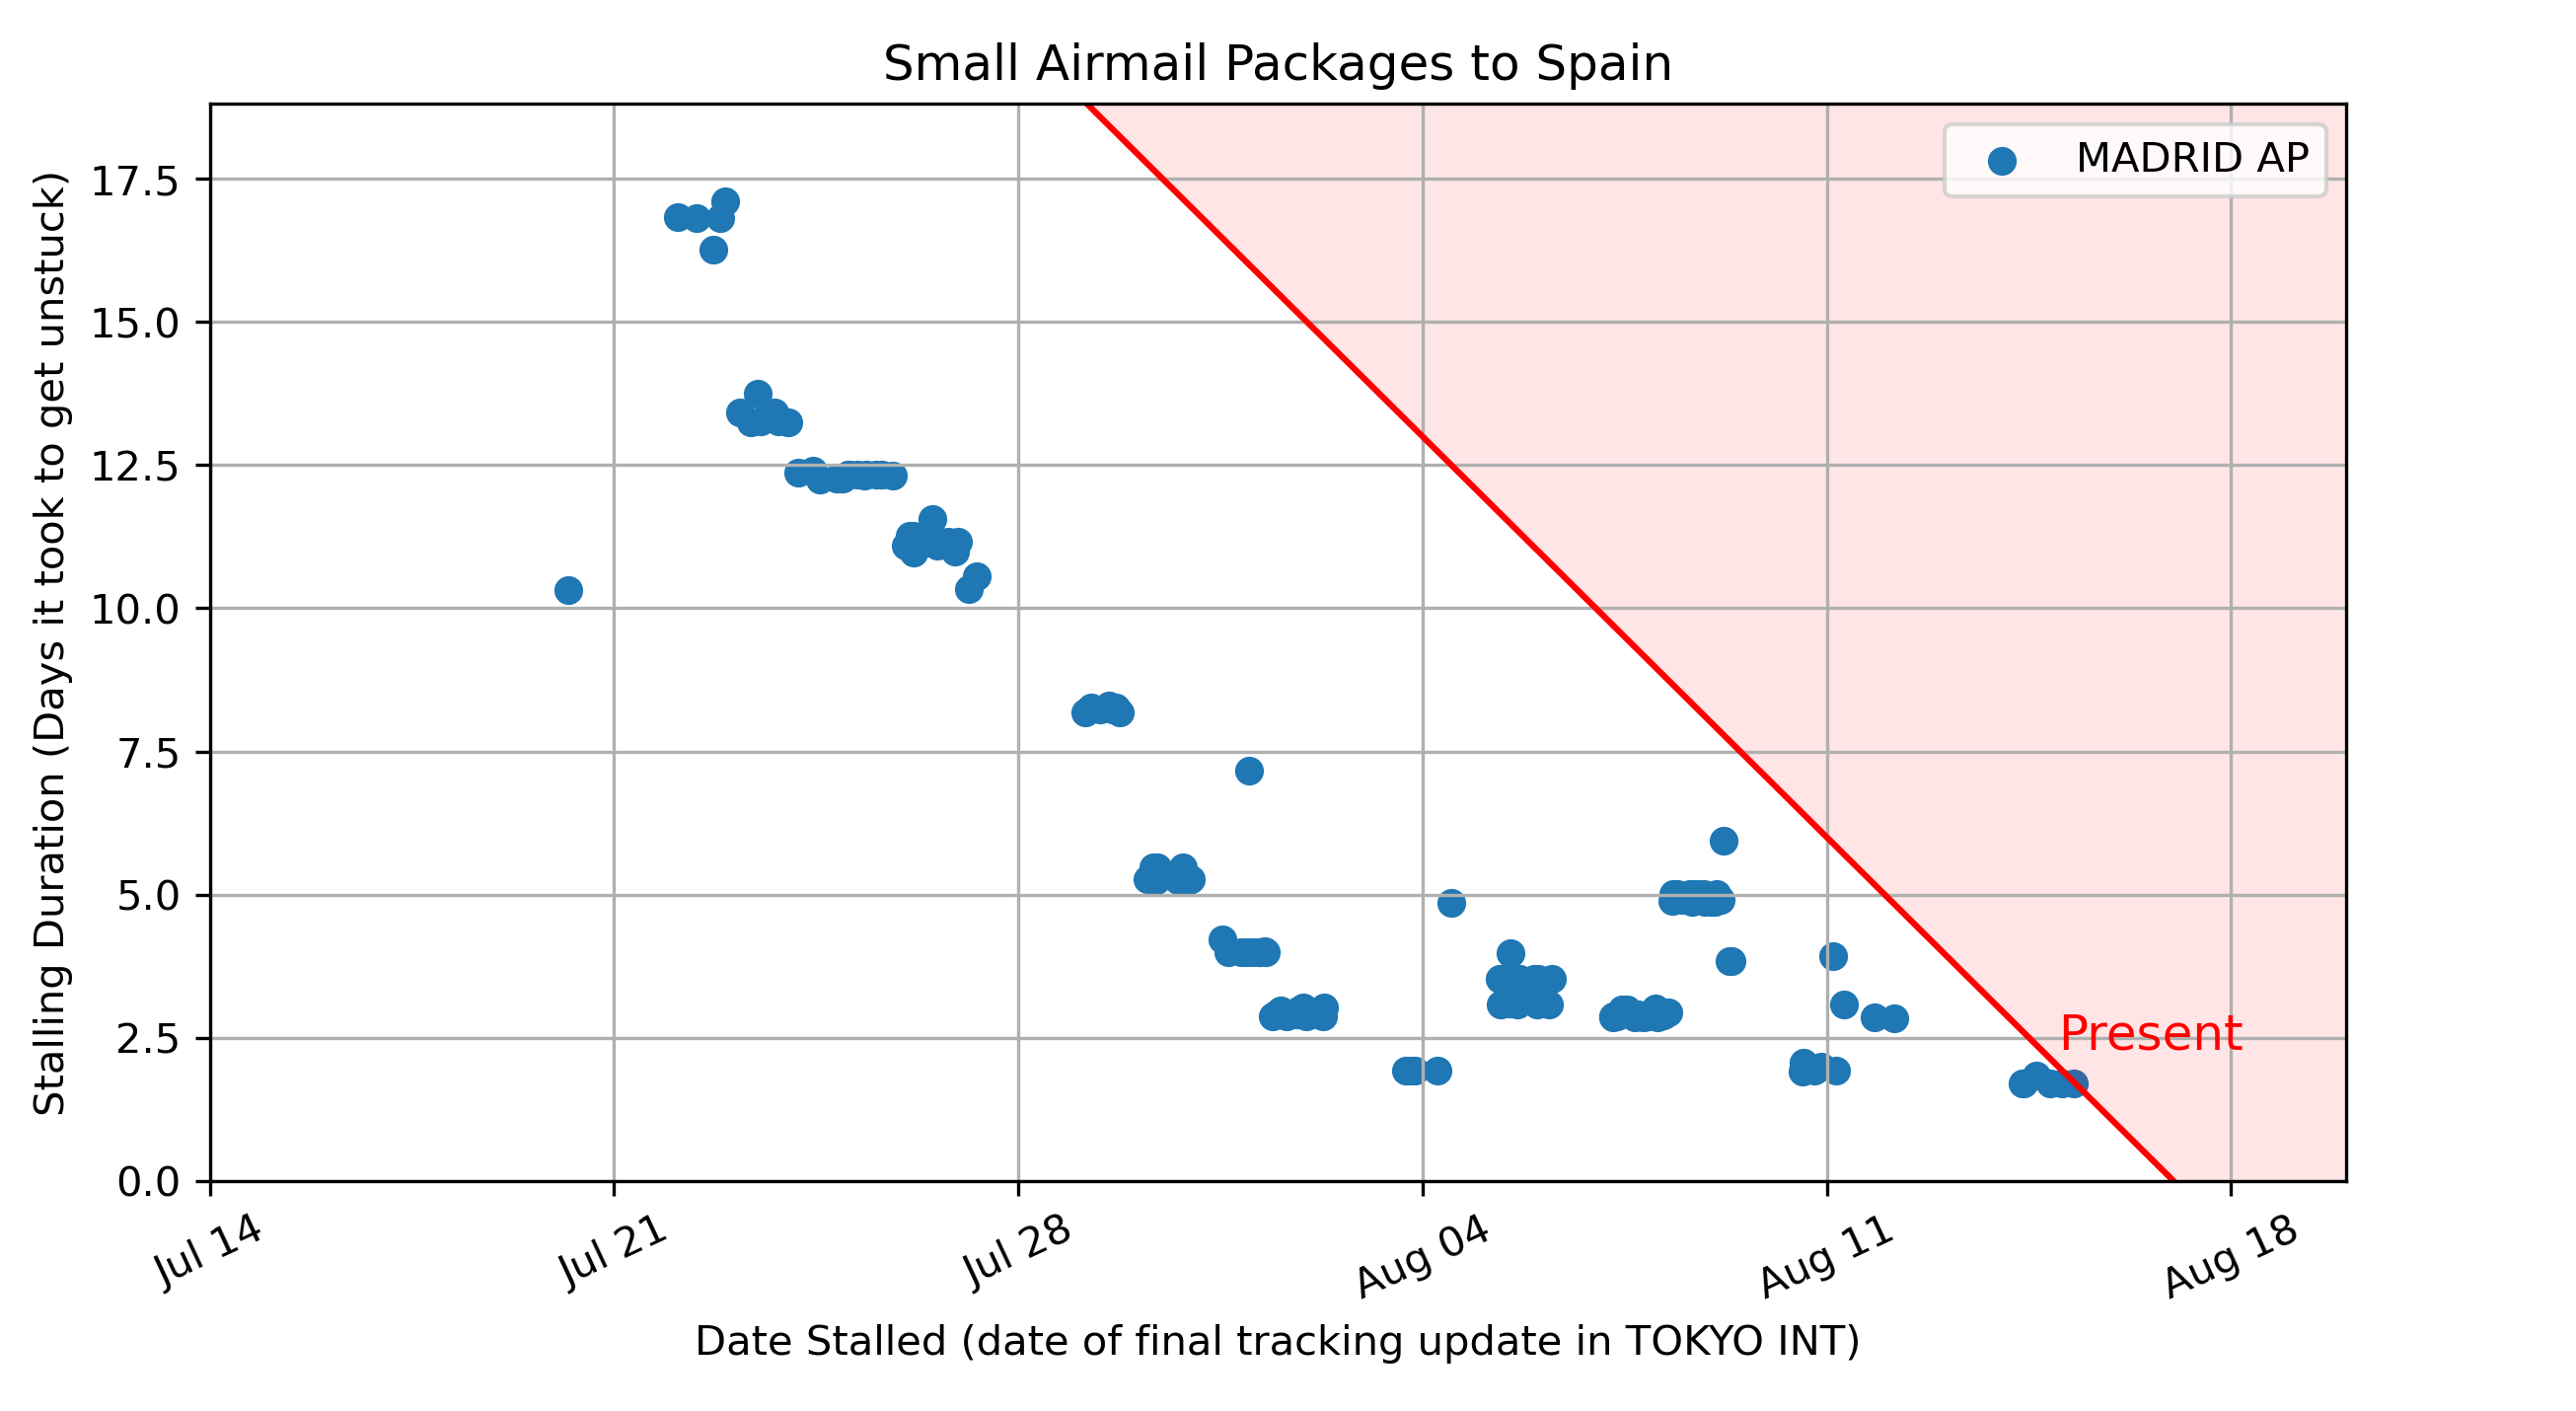 Small Airmail Packages to Spain
MADRID AP
Stalling Duration (Days it took to get unstuck)
17.5
15.0
12.5
10.0
7.5
5.0
2.5
0.0
Present
Jul 14
Jul 21
Jul 28
Aug 04
Aug 11
Aug 18
Date Stalled (date of final tracking update in TOKYO INT)